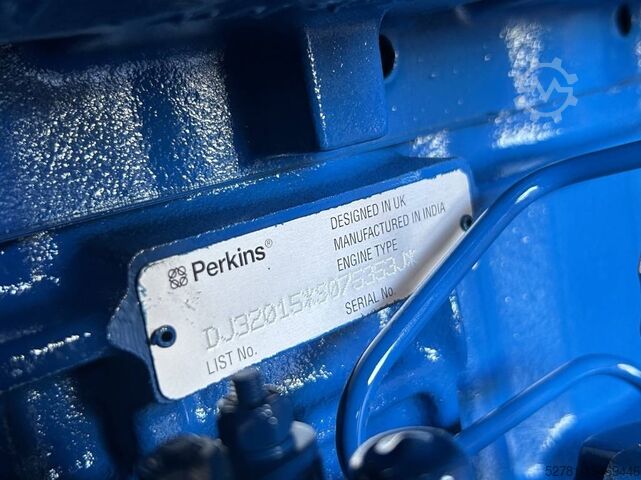 Perkins®
DESIGNED IN UK
MANUFACTURED IN INDIA
ENGINE TYPE
DJ32015*S075353J*
LIST No.
SERIAL No.